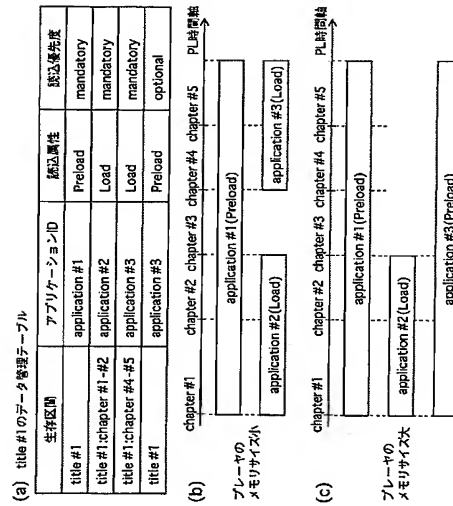 (a) title #1のデータ管理テーブル
生存区間 アプリケーションID 読込属性 読込優先度
title #1 application #1 Preload mandatory
title #1:chapter #1-#2 application #2 Load mandatory
title #1:chapter #4-#5 application #3 Load mandatory
title #1 application #3 Preload optional
(b)
chapter #1 chapter #2 chapter #3 chapter #4 chapter #5 PL時間軸
プレーヤの
メモリサイズ小
application #1(Preload)
application #2(Load) application #3(Load)
(c)
chapter #1 chapter #2 chapter #3 chapter #4 chapter #5 PL時間軸
プレーヤの
メモリサイズ大
application #1(Preload)
application #2(Load)
application #3(Preload)